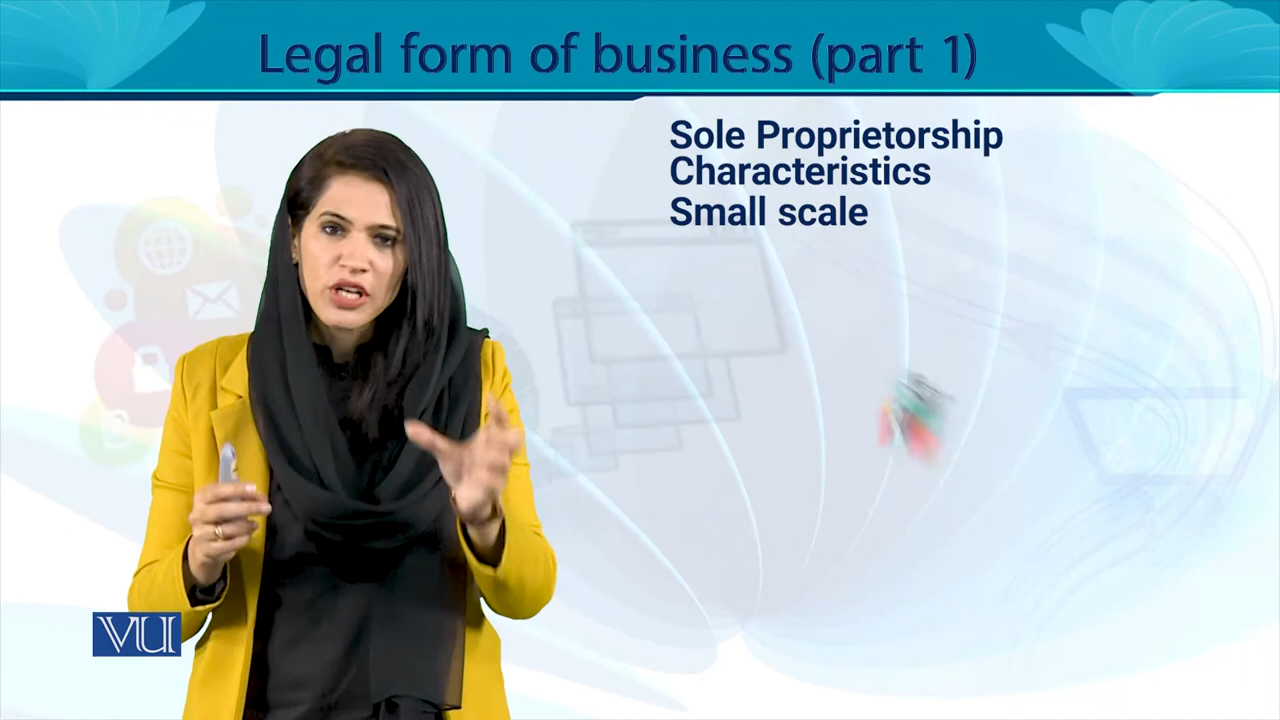 Legal form of business (part 1)
Sole Proprietorship
Characteristics
Small scale
VU